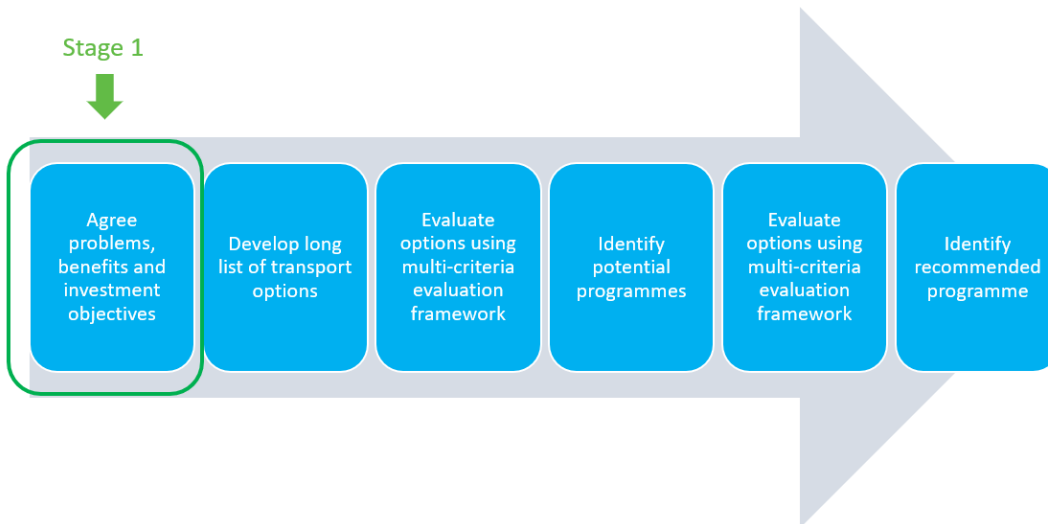 Stage 1
Agree
problems,
benefits and
investment
objectives
Develop long
list of transport
options
Evaluate
options using
multi-criteria
evaluation
framework
Identify
potential
programmes
Evaluate
options using
multi-criteria
evaluation
framework
Identify
recommended
programme